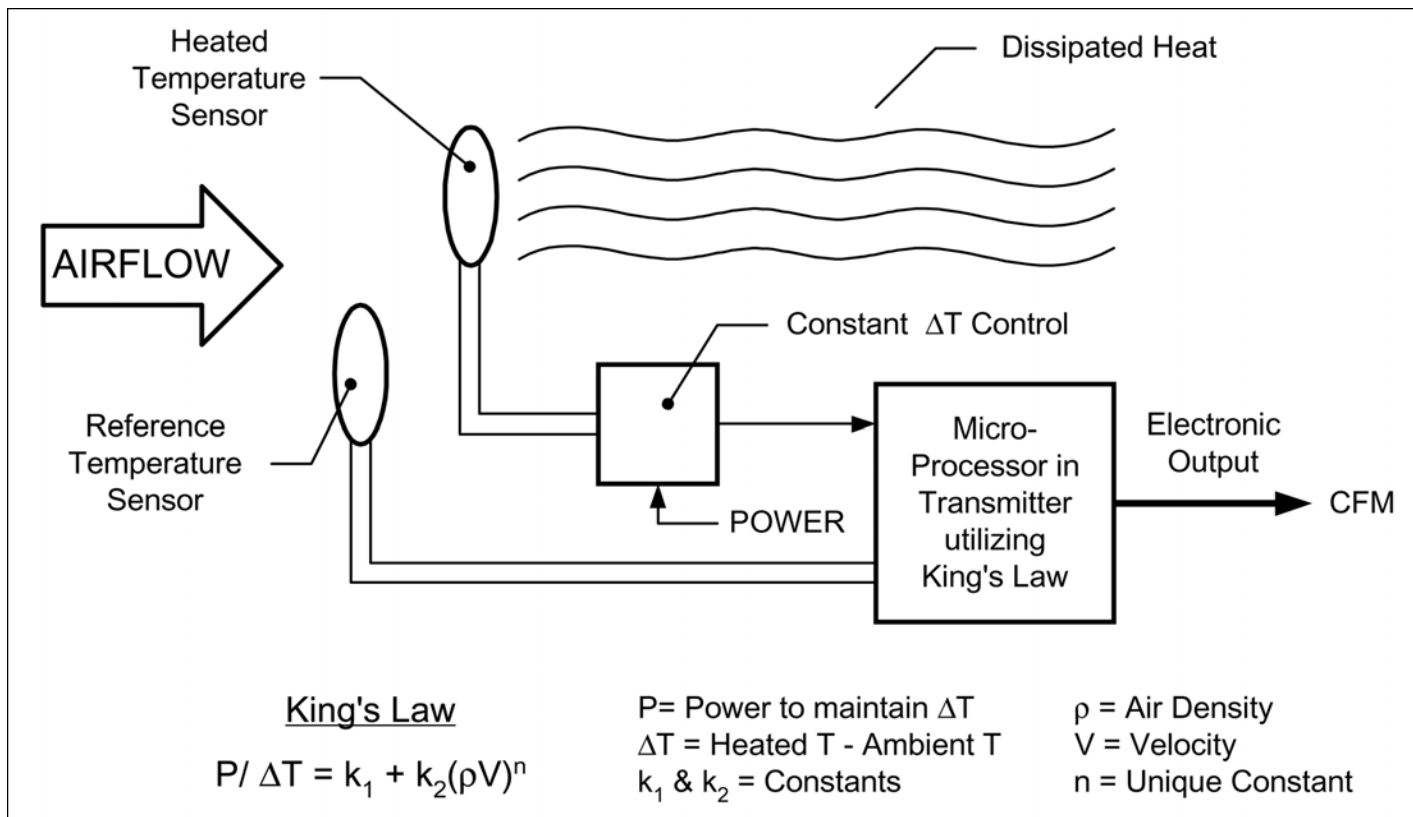 Heated
Temperature
Sensor
Dissipated Heat
AIRFLOW
Constant ΔT Control
Reference
Temperature
Sensor
POWER
Micro-
Processor in
Transmitter
utilizing
King's Law
Electronic
Output
CFM
King's Law
P/ ΔT = k₁ + k₂(ρV)ⁿ
P= Power to maintain ΔT
ΔT = Heated T - Ambient T
k₁ & k₂ = Constants
ρ = Air Density
V = Velocity
n = Unique Constant